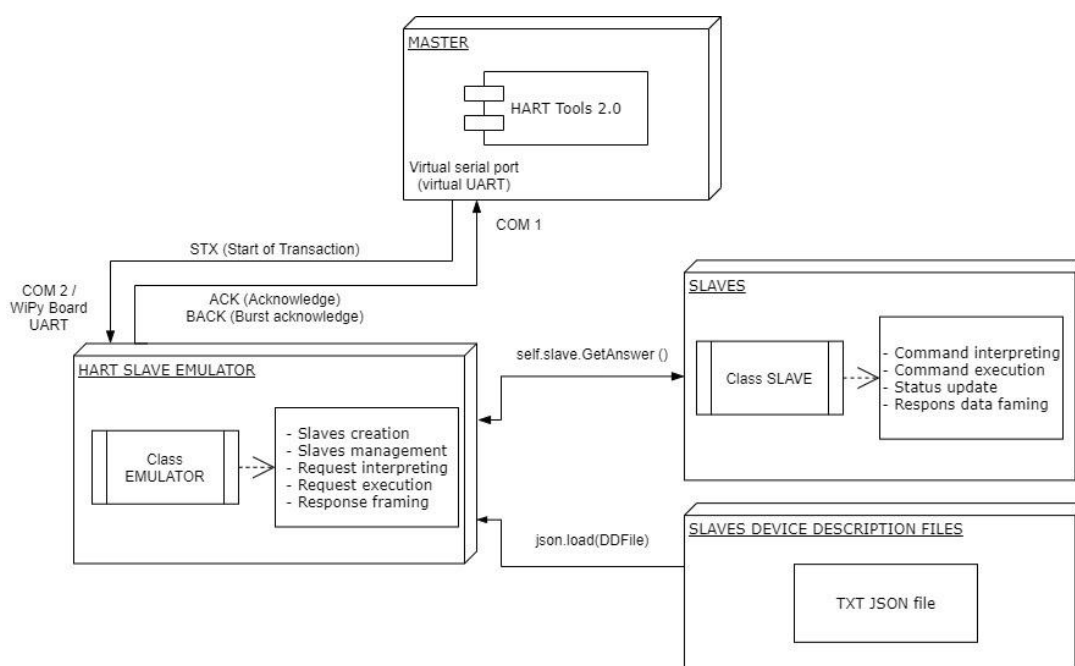 MASTER
HART Tools 2.0
Virtual serial port
(virtual UART)
COM 1
STX (Start of Transaction)
COM 2 /
WiPy Board
UART
ACK (Acknowledge)
BACK (Burst acknowledge)
HART SLAVE EMULATOR
Class
EMULATOR
- Slaves creation
- Slaves management
- Request interpreting
- Request execution
- Response framing
self.slave.GetAnswer ()
SLAVES
Class SLAVE
- Command interpreting
- Command execution
- Status update
- Respons data faming
json.load(DDFile)
SLAVES DEVICE DESCRIPTION FILES
TXT JSON file